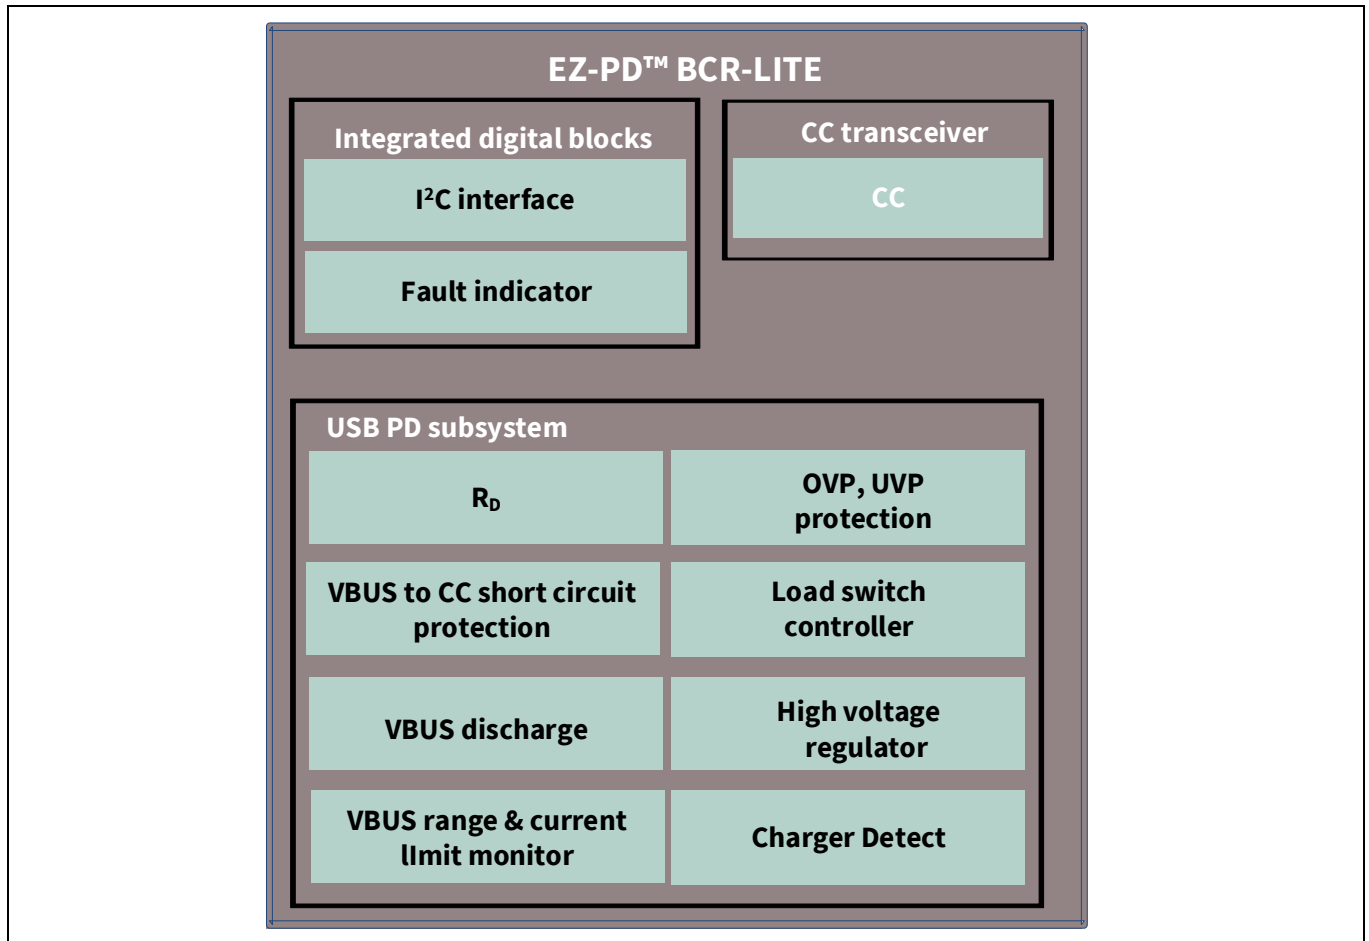 EZ-PD™ BCR-LITE
Integrated digital blocks
I²C interface
Fault indicator
CC transceiver
CC
USB PD subsystem
R_D
OVP, UVP
protection
VBUS to CC short circuit
protection
Load switch
controller
VBUS discharge
High voltage
regulator
VBUS range & current
lImit monitor
Charger Detect